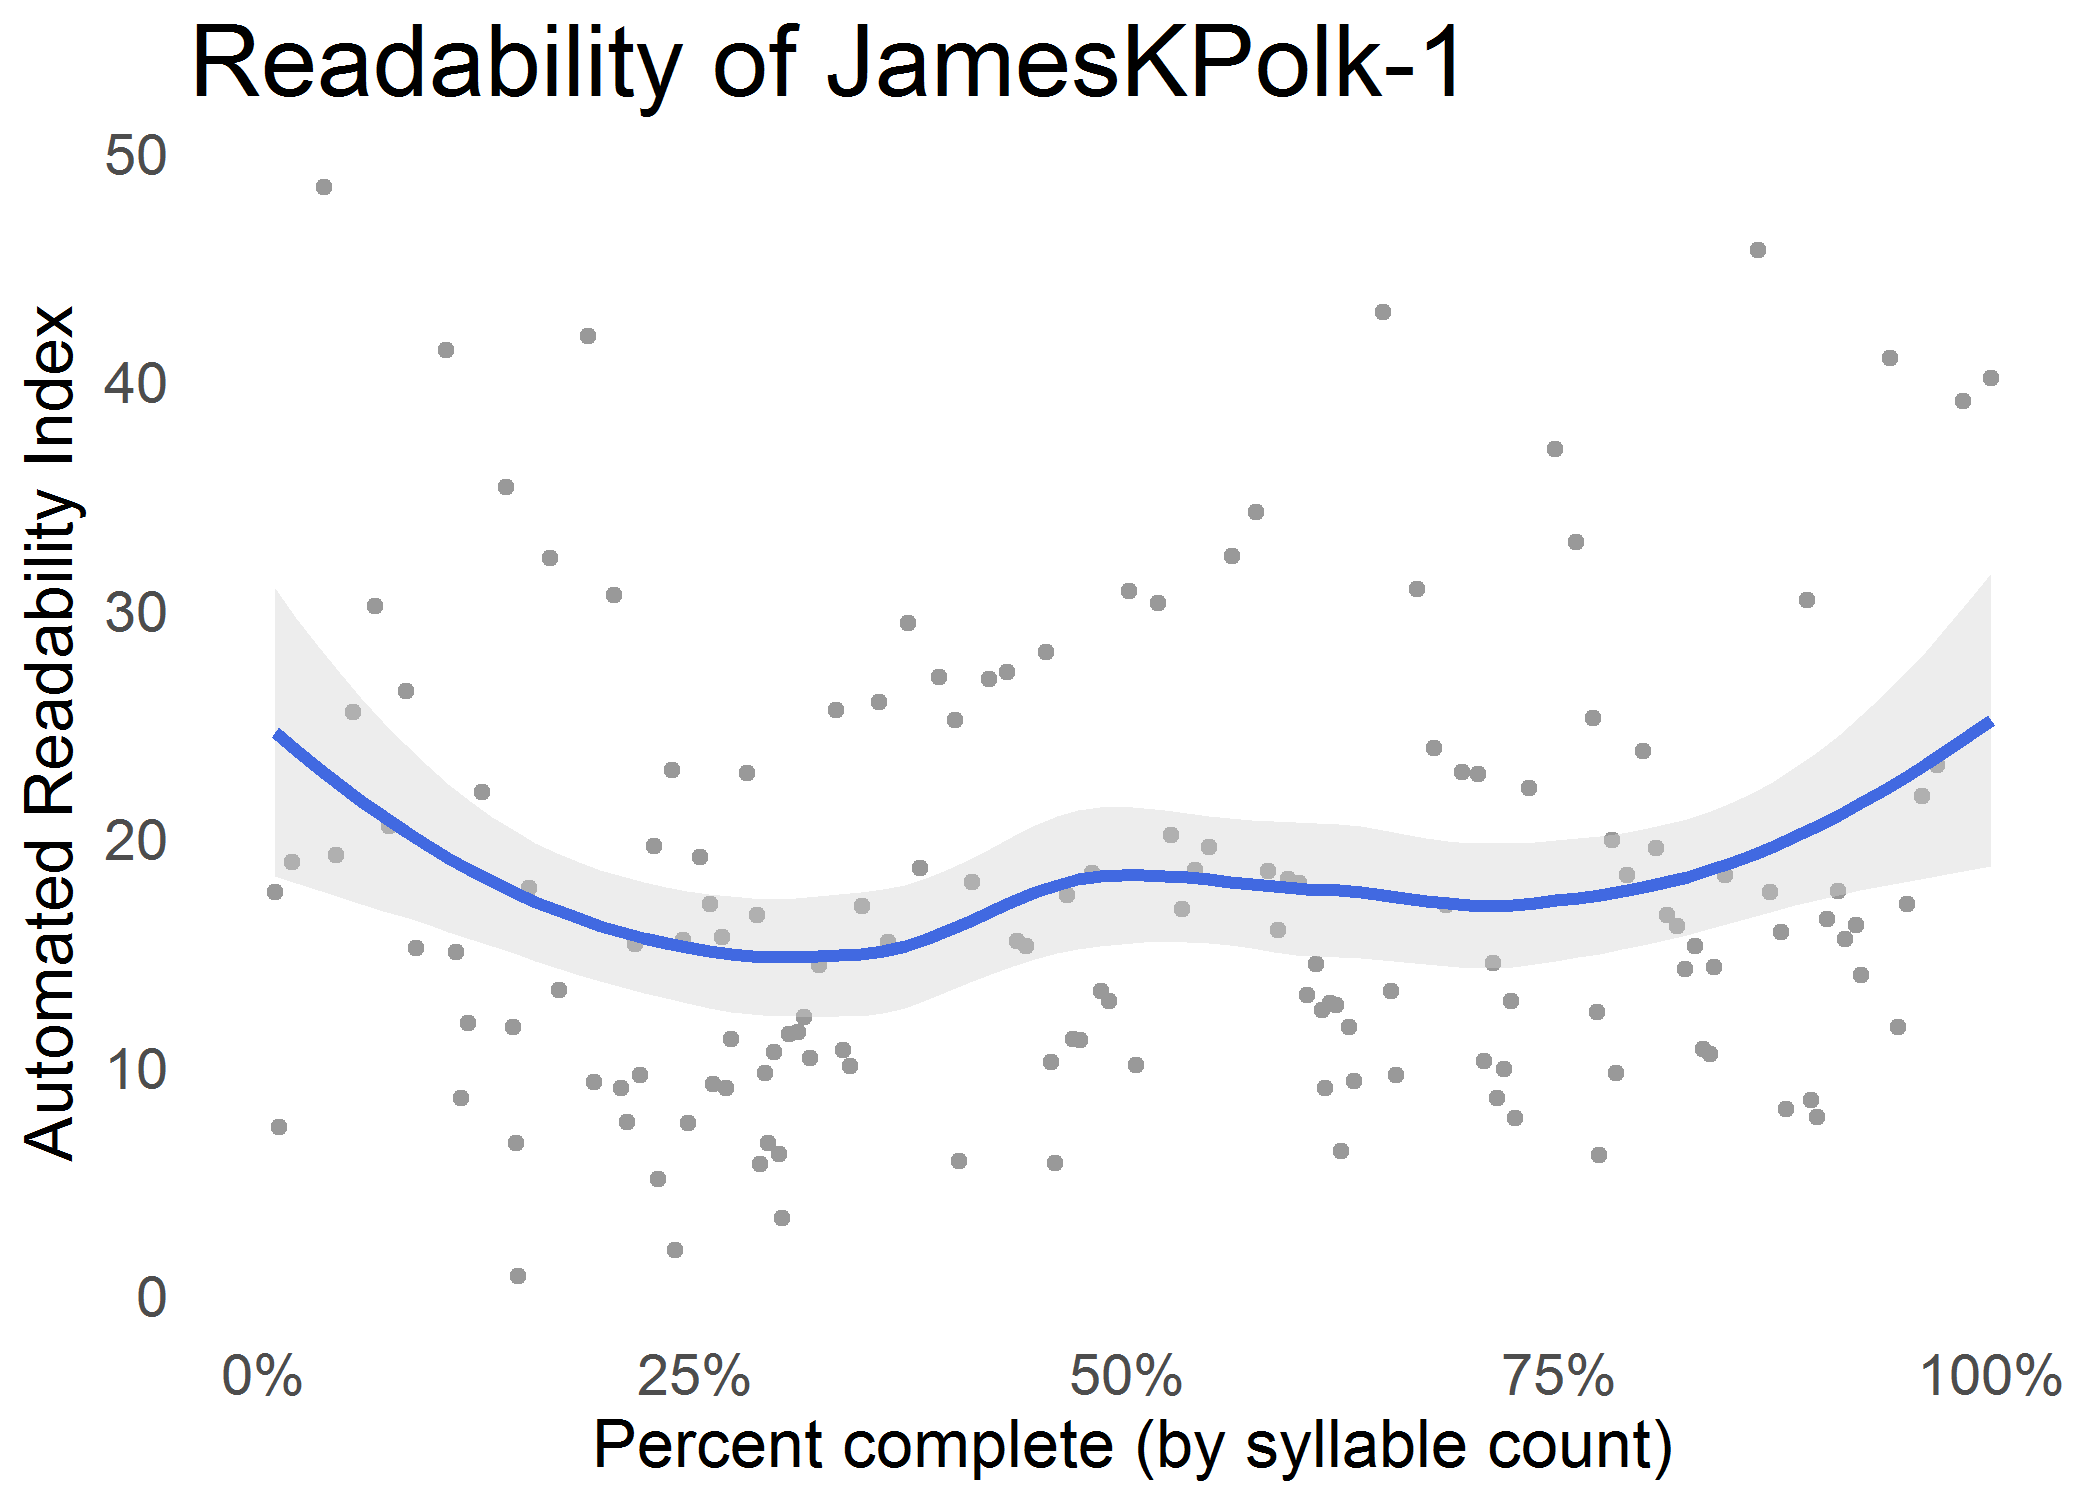 Readability of JamesKPolk-1
Automated Readability Index
50
40
30
20
10
0
0% 25% 50% 75% 100%
Percent complete (by syllable count)